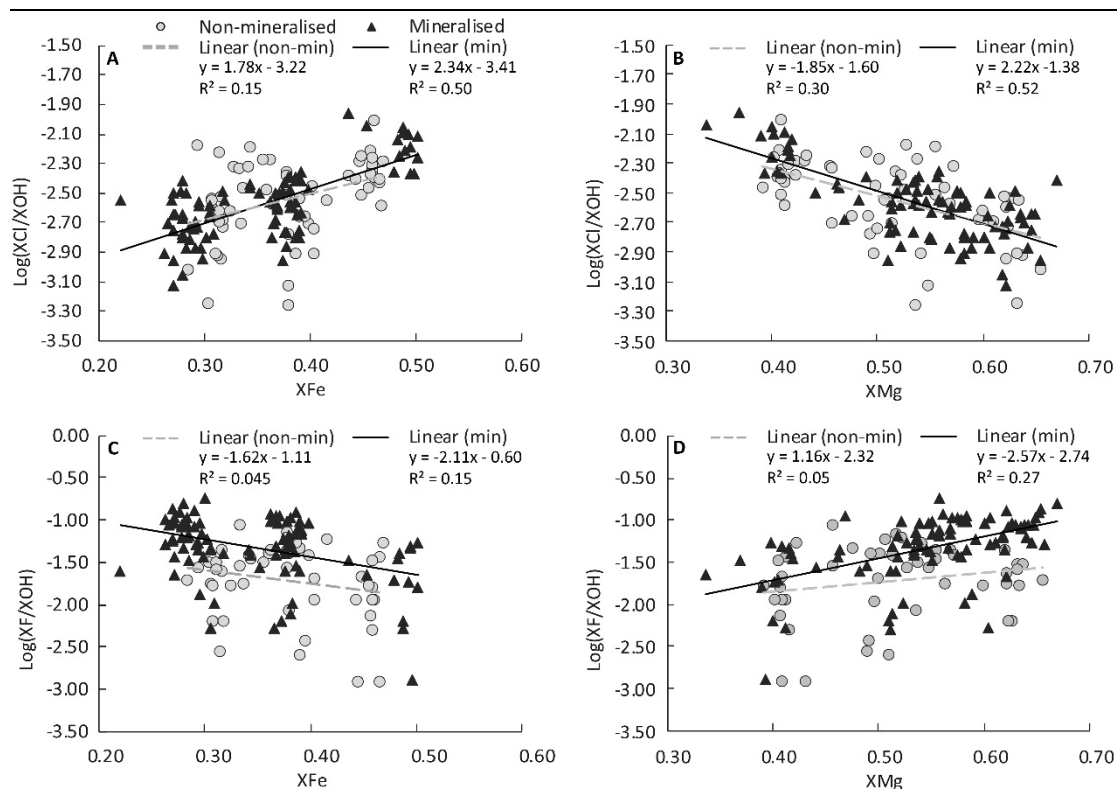 Non-mineralised Mineralised
A Linear (non-min) Linear (min)
y = 1.78x - 3.22 y = 2.34x - 3.41
R² = 0.15 R² = 0.50
-1.50
-1.70
-1.90
-2.10
-2.30
-2.50
-2.70
-2.90
-3.10
-3.30
-3.50
Log(XCl/XOH)
0.20 0.30 0.40 0.50 0.60
XFe
B Linear (non-min) Linear (min)
y = -1.85x - 1.60 y = 2.22x -1.38
R² = 0.30 R² = 0.52
-1.50
-1.70
-1.90
-2.10
-2.30
-2.50
-2.70
-2.90
-3.10
-3.30
-3.50
Log(XCl/XOH)
0.30 0.40 0.50 0.60 0.70
XMg
C Linear (non-min) Linear (min)
y = -1.62x - 1.11 y = -2.11x - 0.60
R² = 0.045 R² = 0.15
0.00
-0.50
-1.00
-1.50
-2.00
-2.50
-3.00
-3.50
Log(XF/XOH)
0.20 0.30 0.40 0.50 0.60
XFe
D Linear (non-min) Linear (min)
y = 1.16x - 2.32 y = -2.57x - 2.74
R² = 0.05 R² = 0.27
0.00
-0.50
-1.00
-1.50
-2.00
-2.50
-3.00
-3.50
Log(XF/XOH)
0.30 0.40 0.50 0.60 0.70
XMg